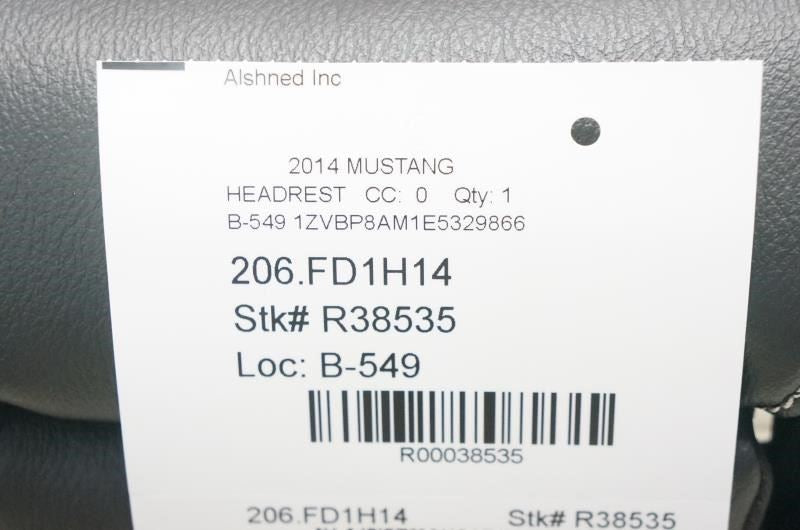 Alshned Inc
2014 MUSTANG
HEADREST CC: 0 Qty: 1
B-549 1ZVBP8AM1E5329866
206.FD1H14
Stk# R38535
Loc: B-549
R00038535
206.FD1H14 Stk# R38535